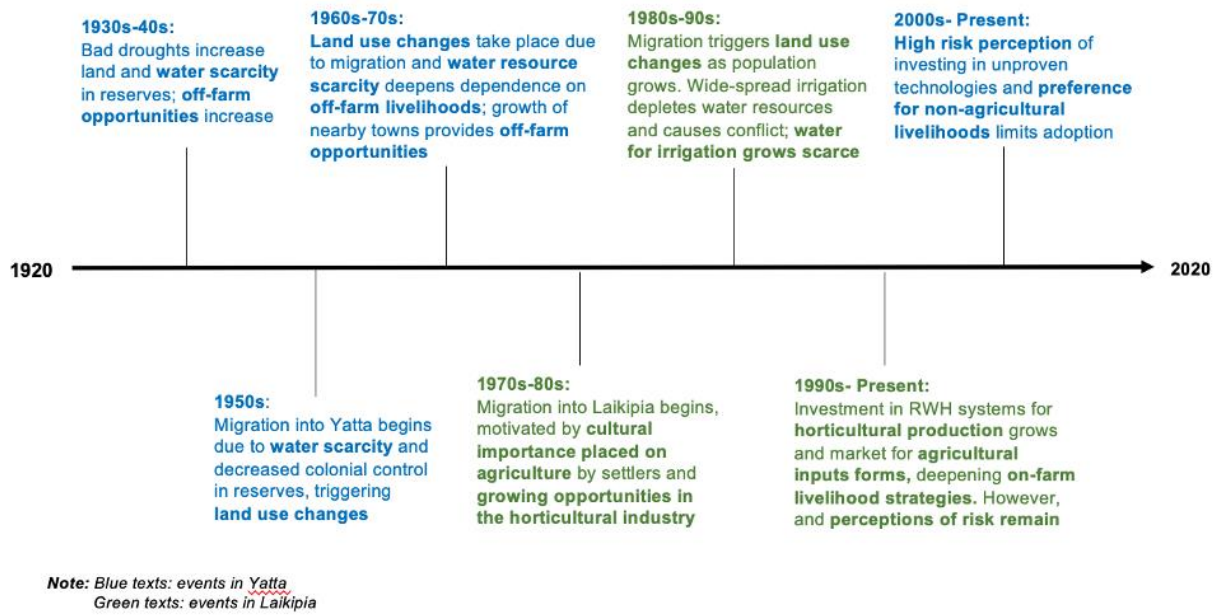 1930s-40s:
Bad droughts increase
land and water scarcity
in reserves; off-farm
opportunities increase
1960s-70s:
Land use changes take place due
to migration and water resource
scarcity deepens dependence on
off-farm livelihoods; growth of
nearby towns provides off-farm
opportunities
1980s-90s:
Migration triggers land use
changes as population
grows. Wide-spread irrigation
depletes water resources
and causes conflict; water
for irrigation grows scarce
2000s- Present:
High risk perception of
investing in unproven
technologies and preference
for non-agricultural
livelihoods limits adoption
1920
2020
1950s:
Migration into Yatta begins
due to water scarcity and
decreased colonial control
in reserves, triggering
land use changes
1970s-80s:
Migration into Laikipia begins,
motivated by cultural
importance placed on
agriculture by settlers and
growing opportunities in
the horticultural industry
1990s- Present:
Investment in RWH systems for
horticultural production grows
and market for agricultural
inputs forms, deepening on-farm
livelihood strategies. However,
and perceptions of risk remain
Note: Blue texts: events in Yatta
Green texts: events in Laikipia